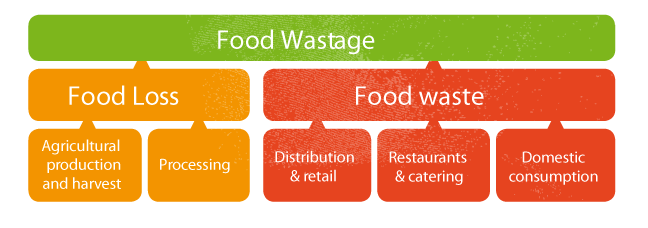 Food Wastage
Food Loss
Food waste
Agricultural
production
and harvest
Processing
Distribution
& retail
Restaurants
& catering
Domestic
consumption